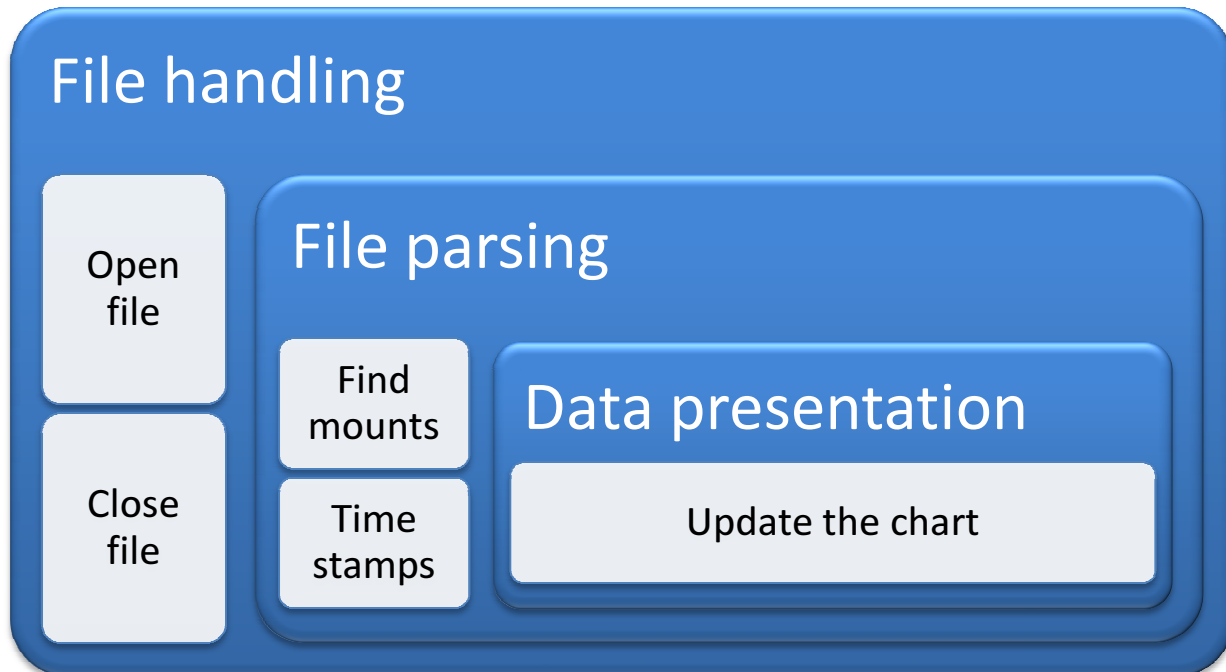 File handling
Open
file
Close
file
File parsing
Find
mounts
Time
stamps
Data presentation
Update the chart